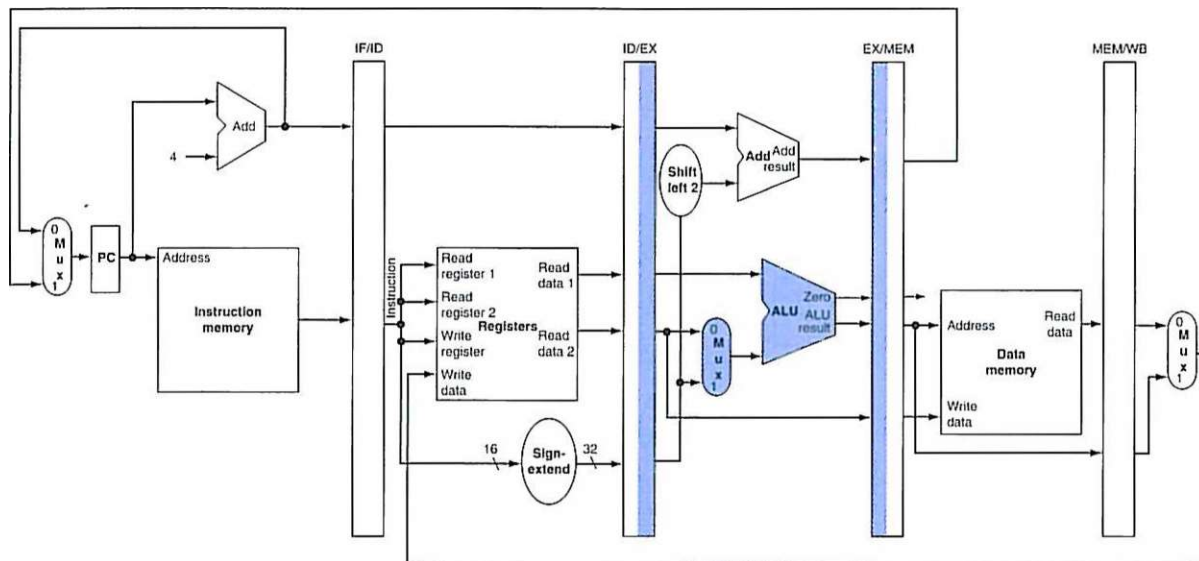 IF/ID
ID/EX
EX/MEM
MEM/WB
Add
4
Shift
left 2
Add
Add
result
0
M
u
x
1
PC
Address
Instruction
memory
Instruction
Read
register 1
Read
register 2
Write
register
Write
data
Registers
Read
data 1
Read
data 2
16
Sign-
extend
32
0
M
u
x
1
ALU
Zero
ALU
result
Address
Write
data
Data
memory
Read
data
0
M
u
x
1